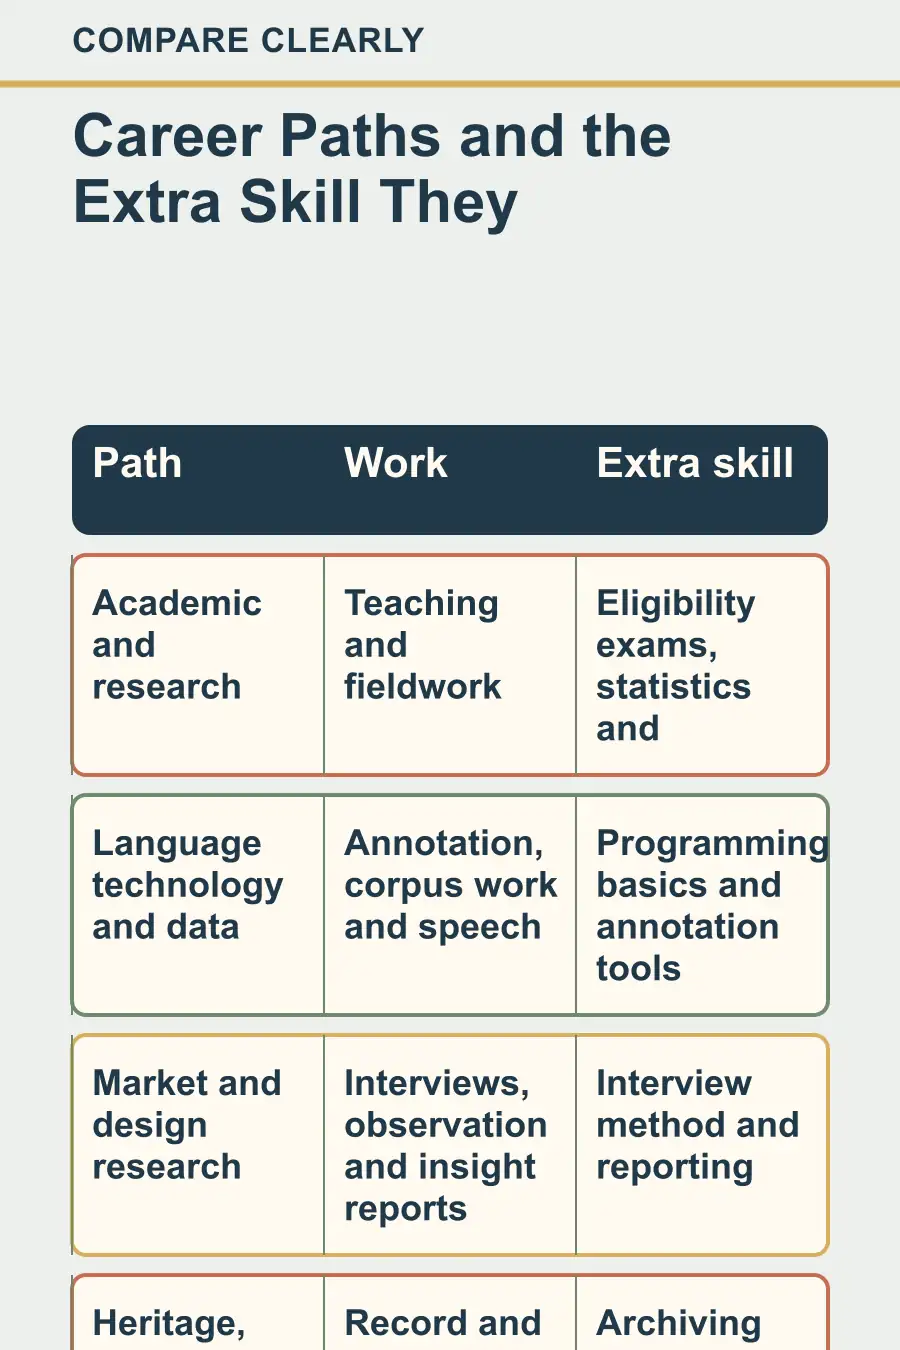 COMPARE CLEARLY
Career Paths and the
Extra Skill They
Path
Work
Extra skill
Academic
and
research
Teaching
and
fieldwork
Eligibility
exams,
statistics
and
Language
technology
and data
Annotation,
corpus work
and speech
Programming
basics and
annotation
tools
Market and
design
research
Interviews,
observation
and insight
reports
Interview
method and
reporting
Heritage,
Record and
Archiving